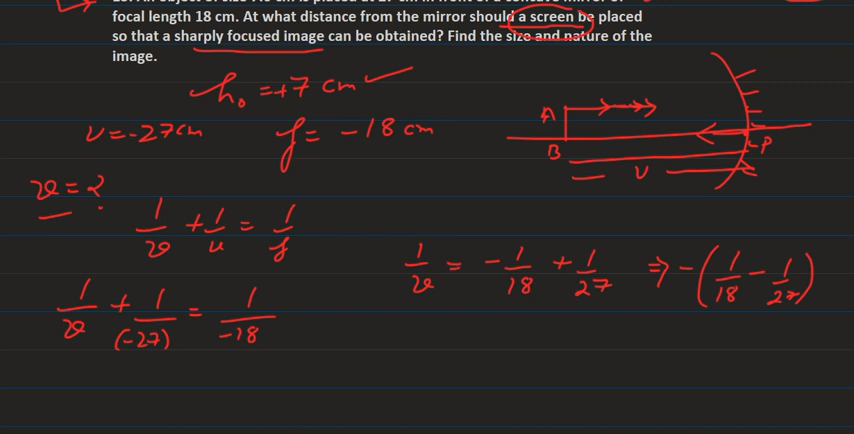 focal length 18 cm. At what distance from the mirror should a screen be placed
so that a sharply focused image can be obtained? Find the size and nature of the
image.
h₀ = +7 cm
u = -27 cm
f = -18 cm
v = ?
1/v + 1/u = 1/f
1/v + 1/(-27) = 1/-18
1/v = -1/18 + 1/27 ⇒ -(1/18 - 1/27)
A
B
P
U